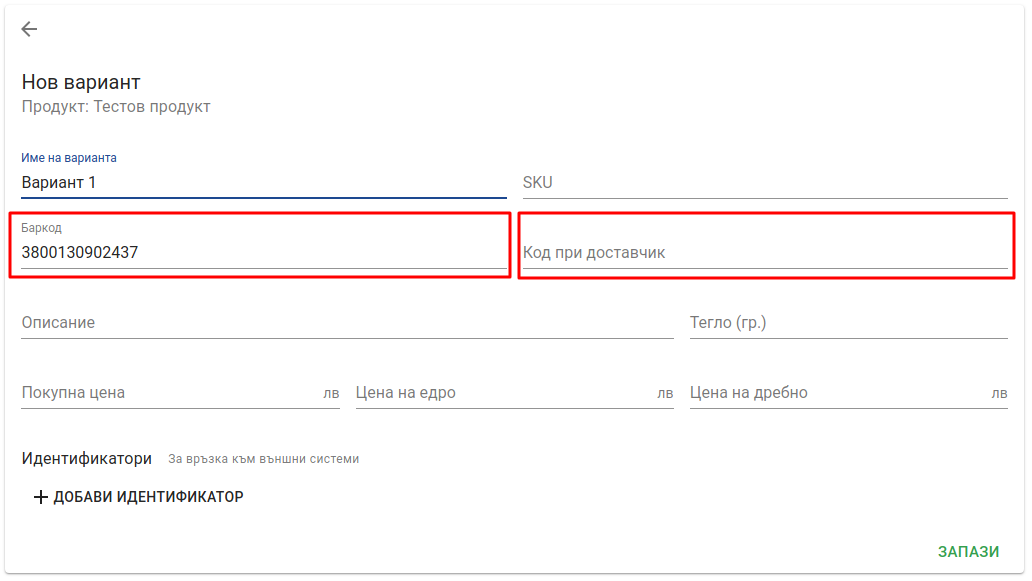 Нов вариант
Продукт: Тестов продукт
Име на варианта
Вариант 1
SKU
Баркод
3800130902437
Код при доставчик
Описание
Тегло (гр.)
Покупна цена лв
Цена на едро лв
Цена на дребно лв
Идентификатори За връзка към външни системи
+ ДОБАВИ ИДЕНТИФИКАТОР
ЗАПАЗИ